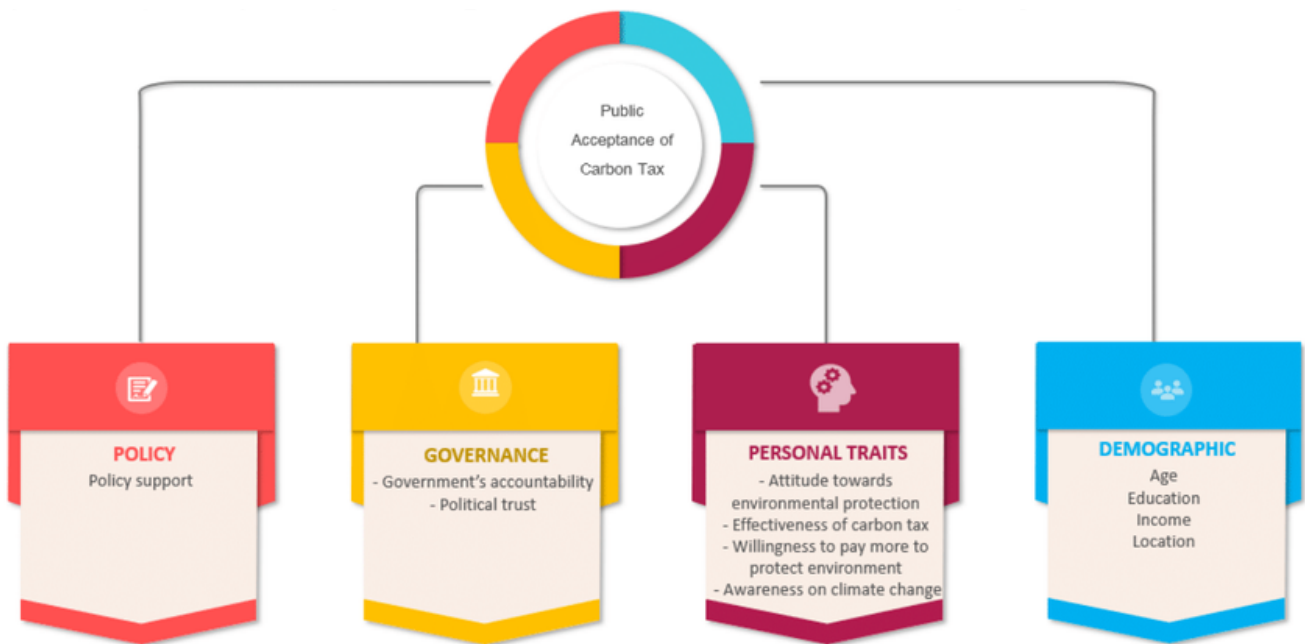 Public
Acceptance of
Carbon Tax
POLICY
Policy support
GOVERNANCE
- Government's accountability
- Political trust
PERSONAL TRAITS
- Attitude towards
environmental protection
- Effectiveness of carbon tax
- Willingness to pay more to
protect environment
- Awareness on climate change
DEMOGRAPHIC
Age
Education
Income
Location